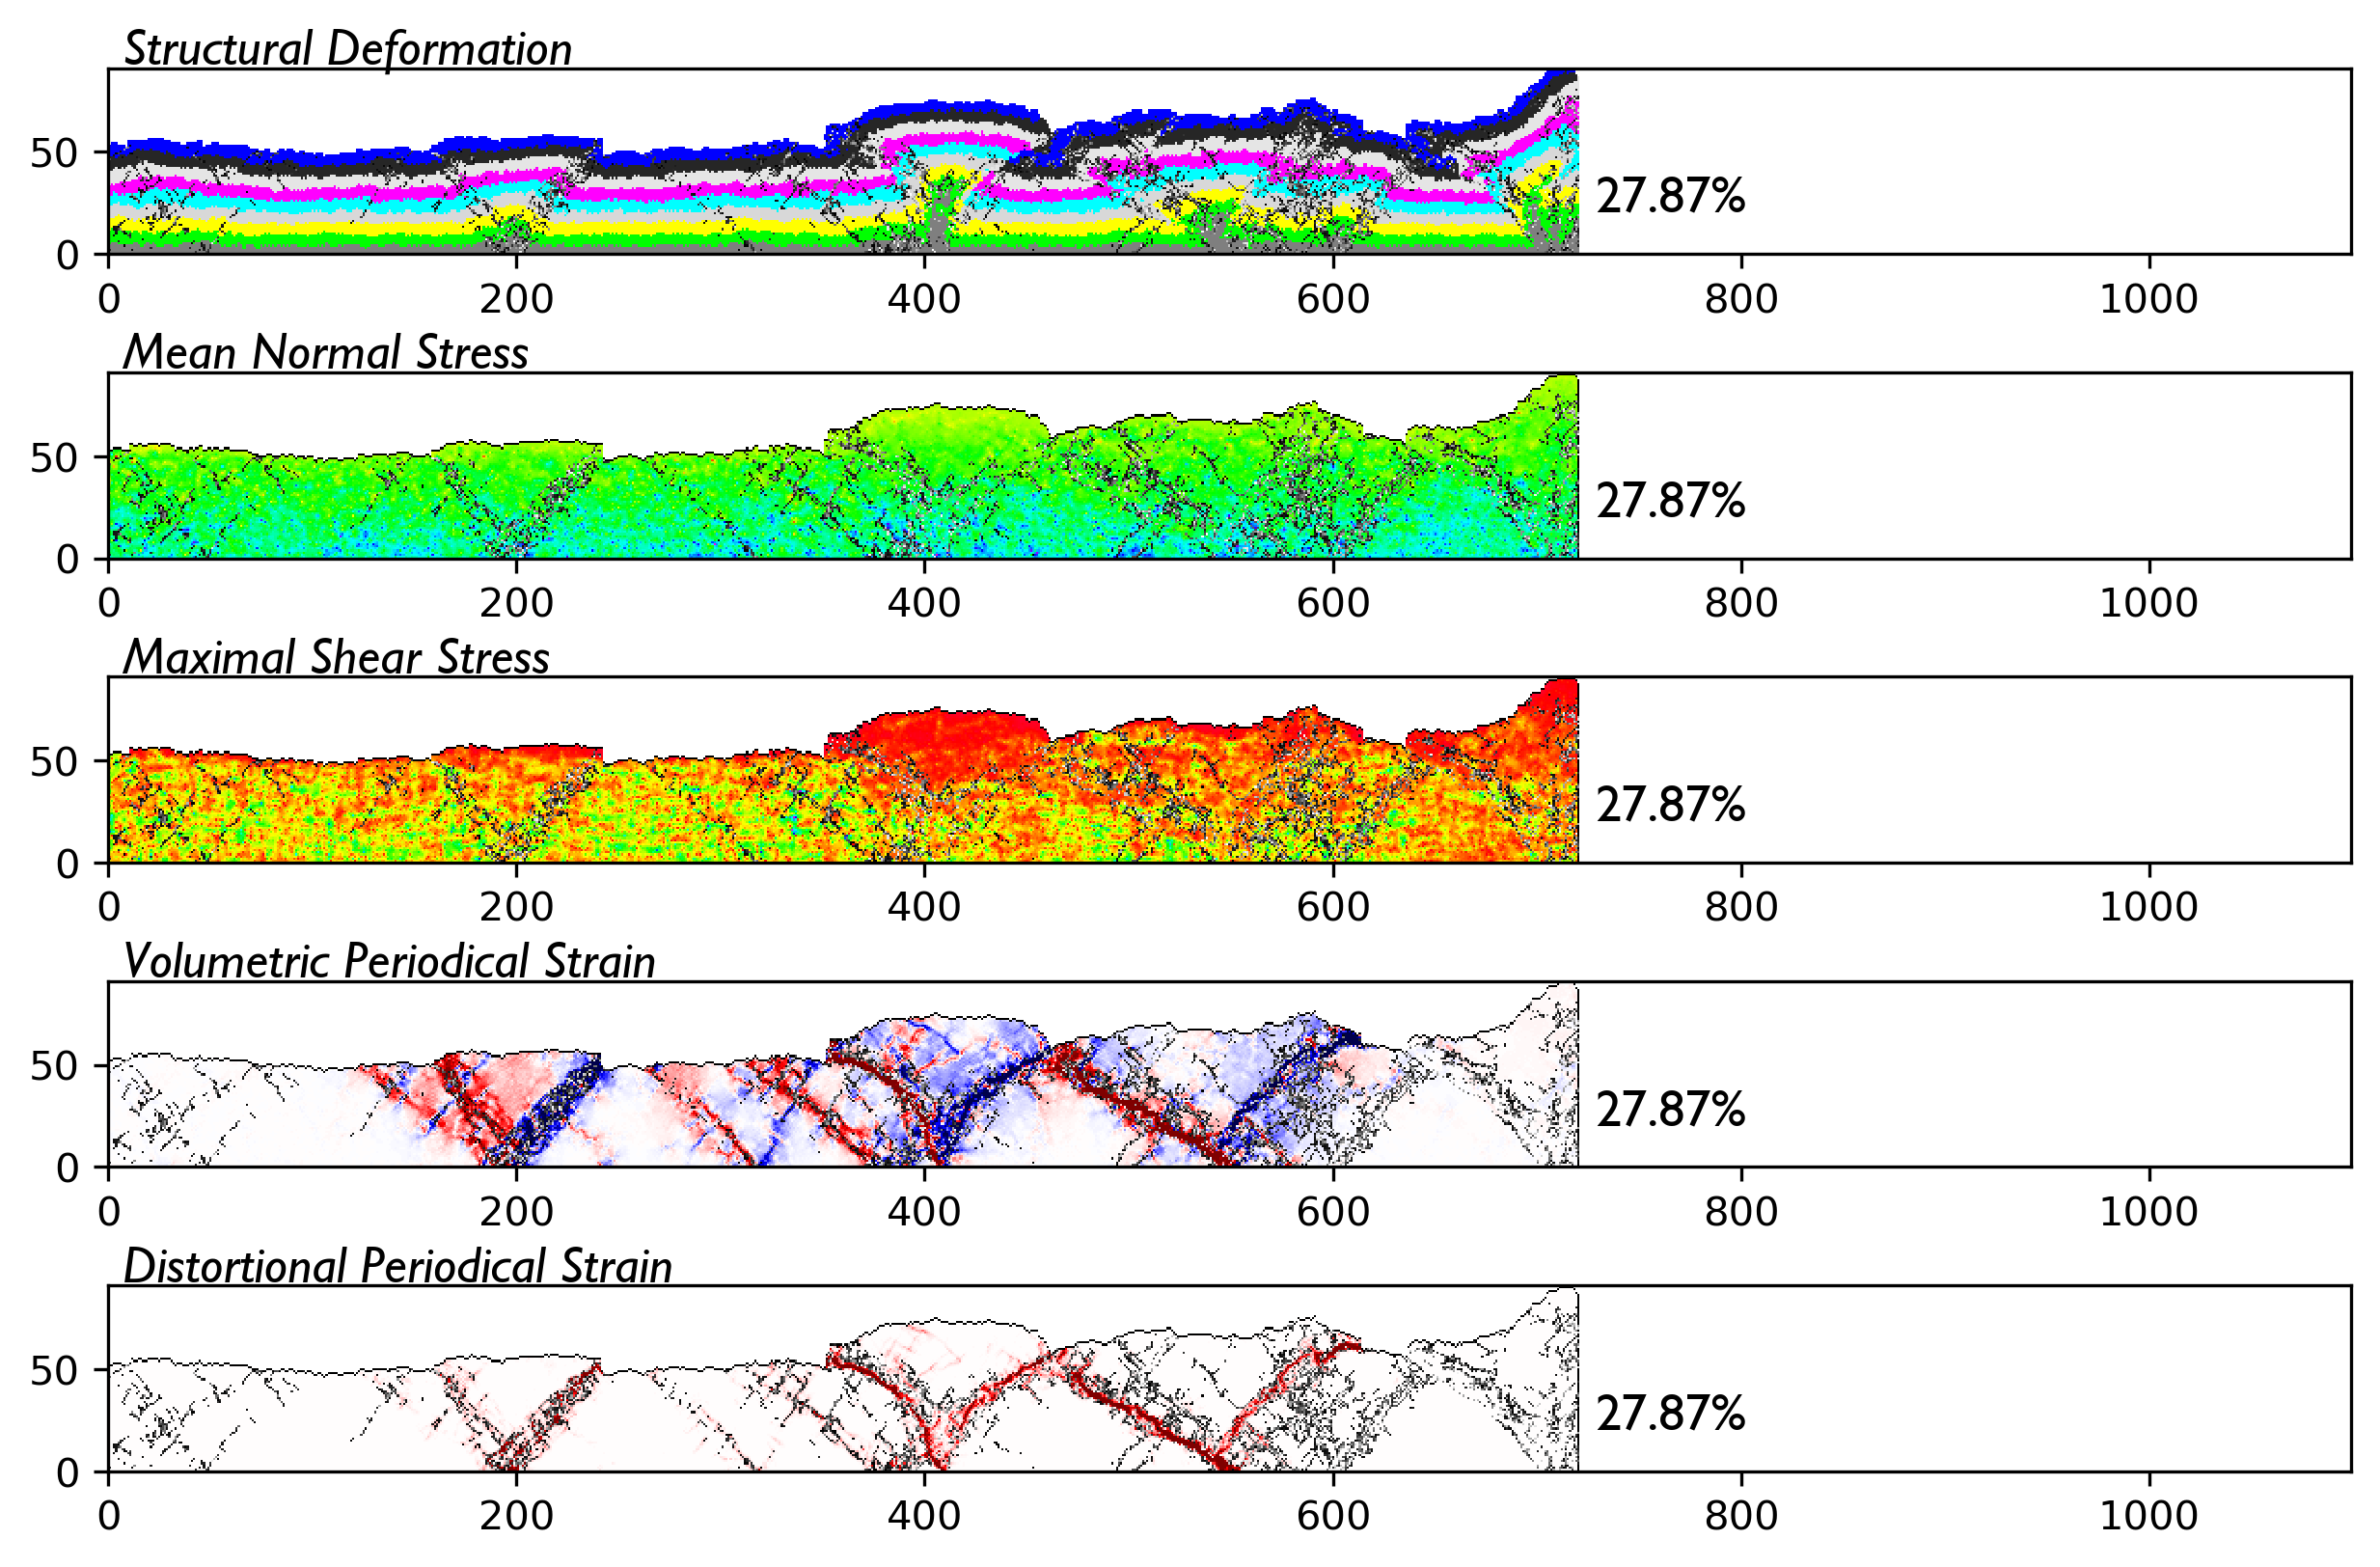 Structural Deformation
50
0
27.87%
0 200 400 600 800 1000
Mean Normal Stress
50
0
27.87%
0 200 400 600 800 1000
Maximal Shear Stress
50
0
27.87%
0 200 400 600 800 1000
Volumetric Periodical Strain
50
0
27.87%
0 200 400 600 800 1000
Distortional Periodical Strain
50
0
27.87%
0 200 400 600 800 1000